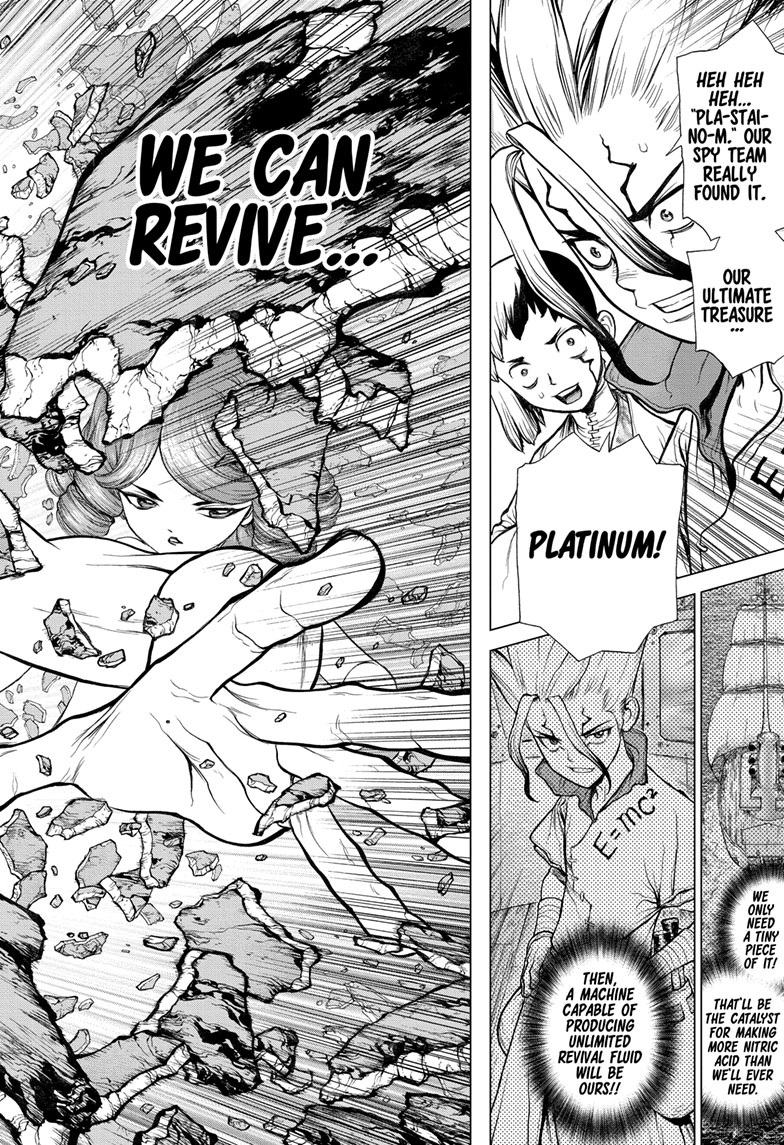 HEH HEH
HEH...
"PLA-STAI-
NO-M." OUR
SPY TEAM
REALLY
FOUND IT.
OUR
ULTIMATE
TREASURE
...
PLATINUM!
WE
ONLY
NEED
A TINY
PIECE
OF IT!
THAT'LL BE
THE CATALYST
FOR MAKING
MORE NITRIC
ACID THAN
WE'LL EVER
NEED.
E=mc²
THEN,
A MACHINE
CAPABLE OF
PRODUCING
UNLIMITED
REVIVAL FLUID
WILL BE
OURS!!
WE CAN
REVIVE...